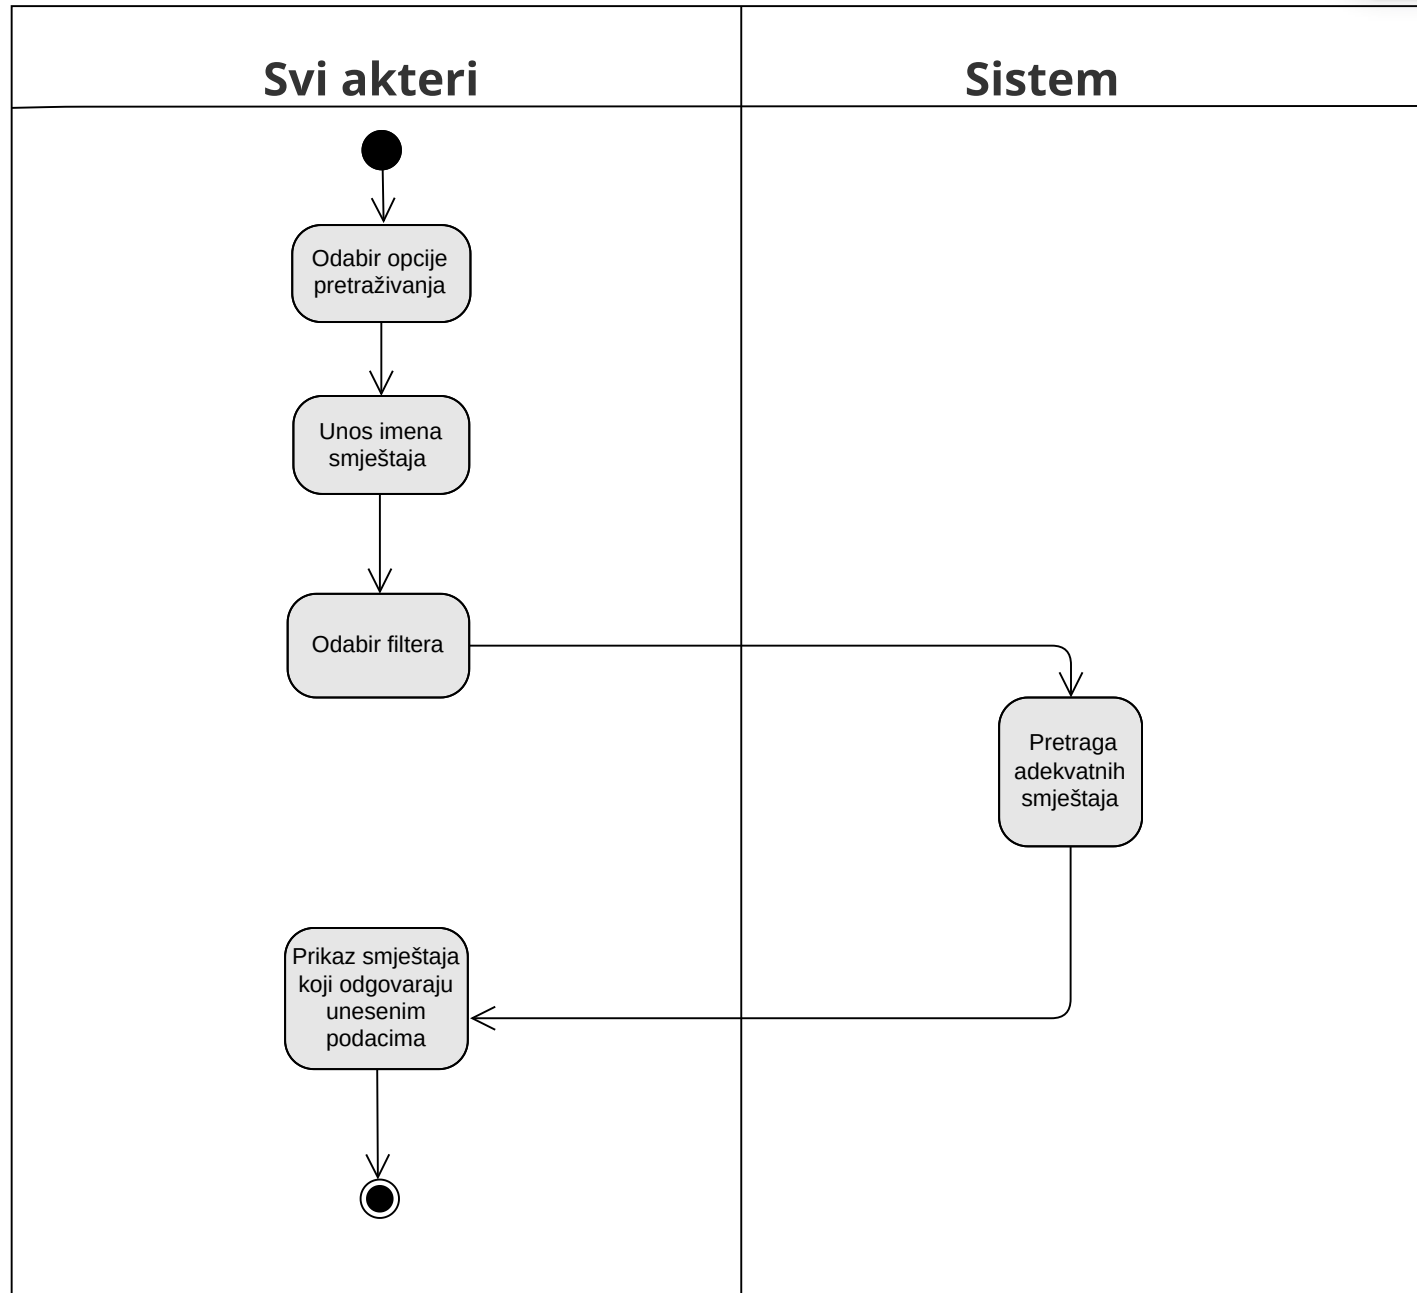 Svi akteri
Sistem
Odabir opcije
pretraživanja
Unos imena
smještaja
Odabir filtera
Pretraga
adekvatnih
smještaja
Prikaz smještaja
koji odgovaraju
unesenim
podacima